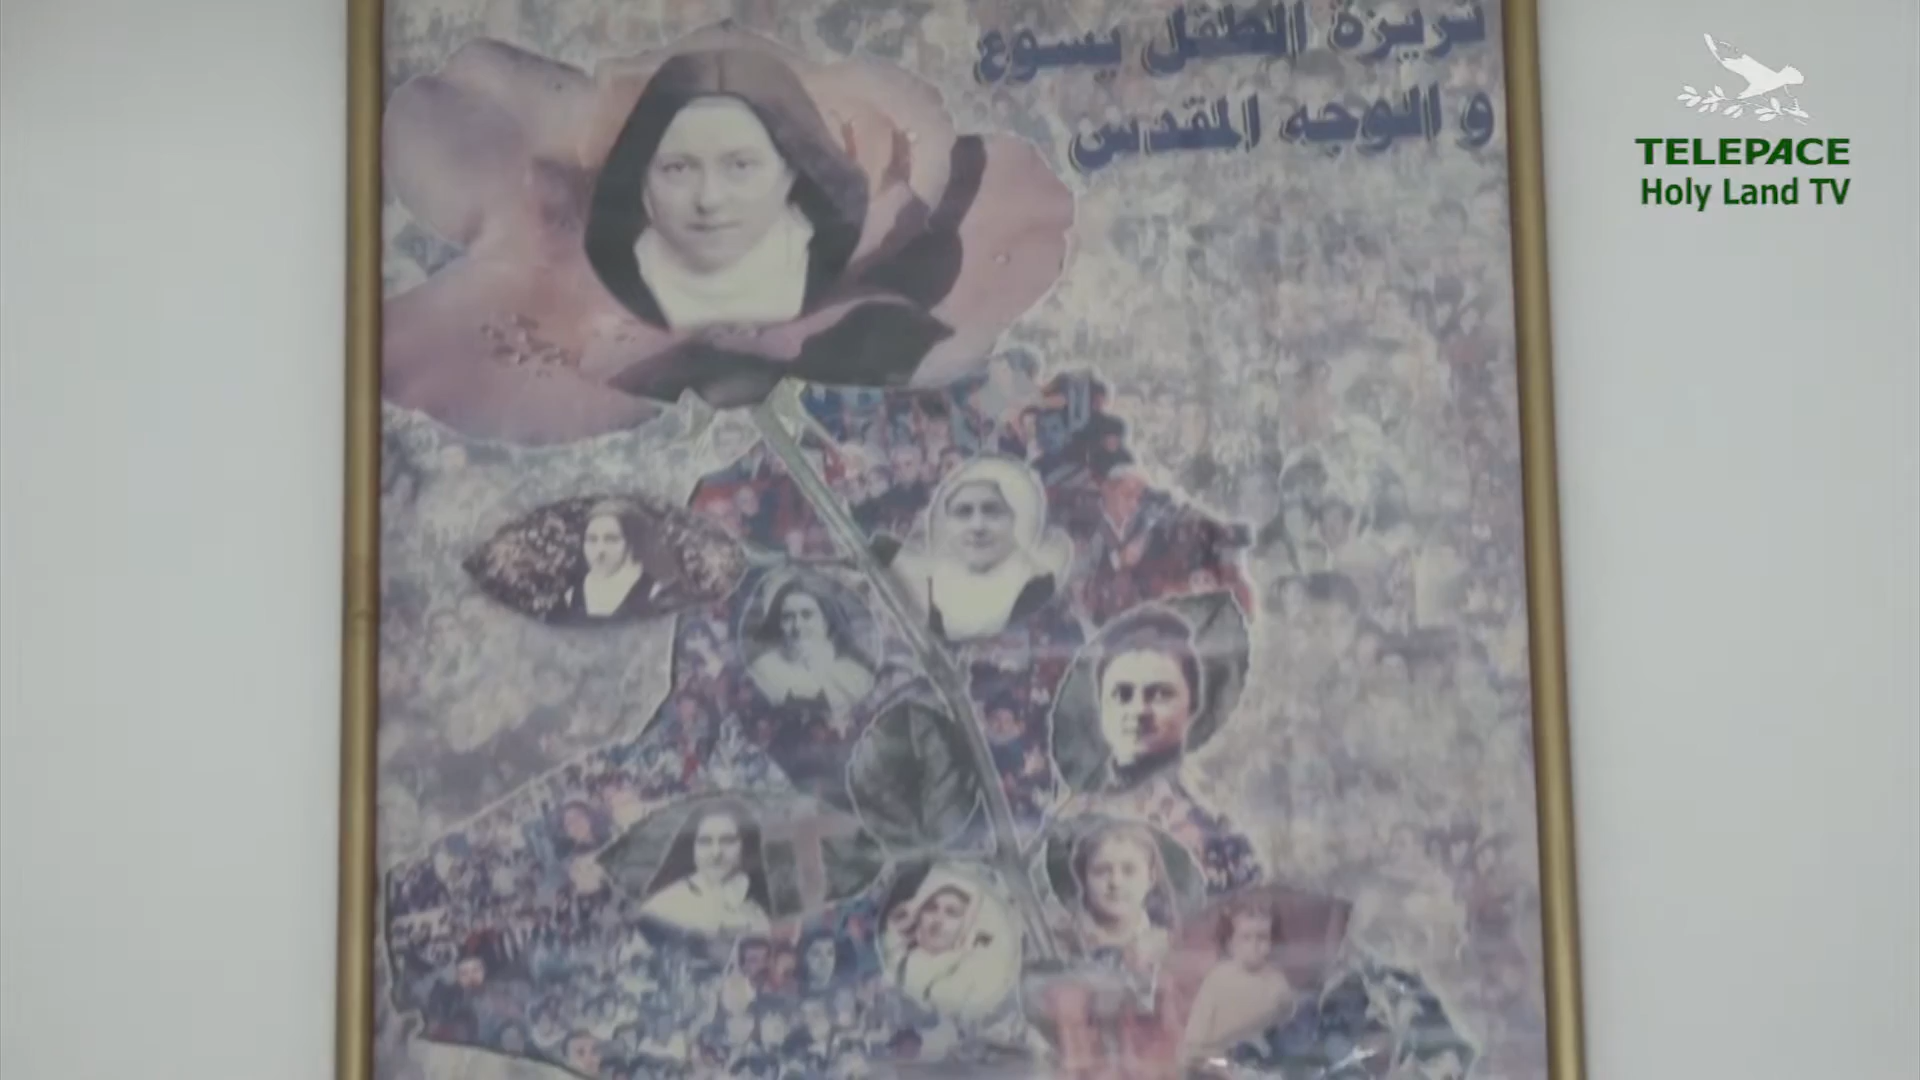 تريزة الطفل يسوع
و الوجه المقدس
TELEPACE
Holy Land TV